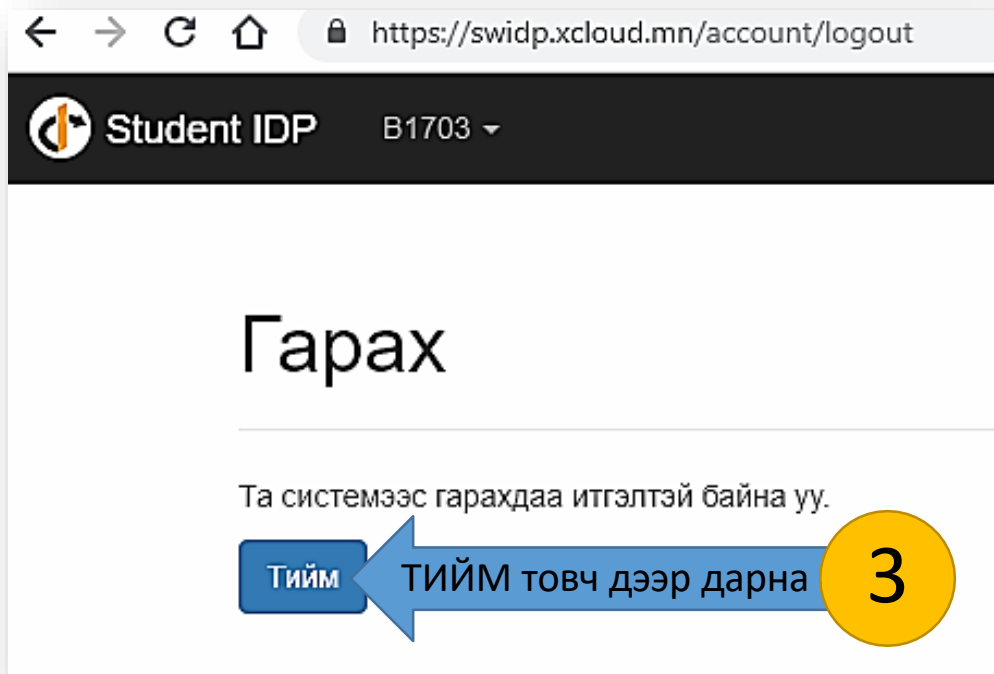 https://swidp.xcloud.mn/account/logout
Student IDP B1703
Гарах
Та системээс гарахдаа итгэлтэй байна уу.
Тийм ТИЙМ товч дээр дарна 3